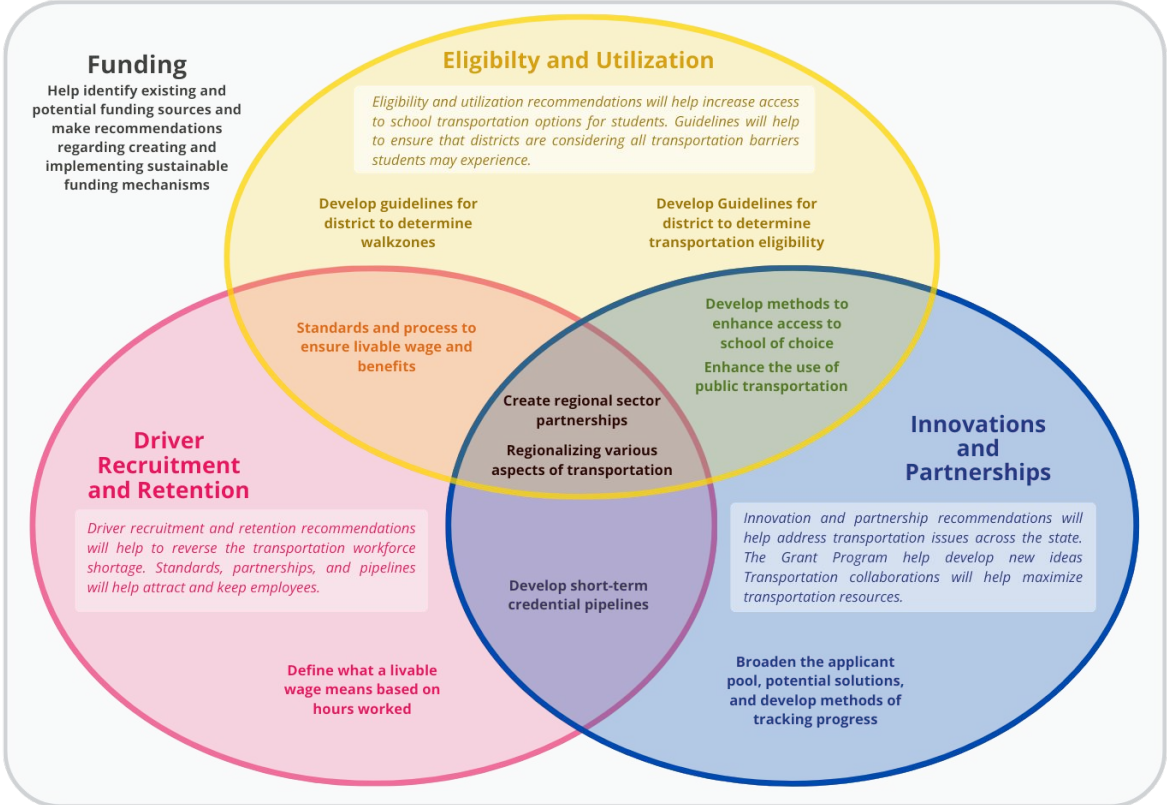 Funding
Help identify existing and
potential funding sources and
make recommendations
regarding creating and
implementing sustainable
funding mechanisms
Eligibilty and Utilization
Eligibility and utilization recommendations will help increase access
to school transportation options for students. Guidelines will help
to ensure that districts are considering all transportation barriers
students may experience.
Develop guidelines for
district to determine
walkzones
Develop Guidelines for
district to determine
transportation eligibility
Standards and process to
ensure livable wage and
benefits
Develop methods to
enhance access to
school of choice
Enhance the use of
public transportation
Create regional sector
partnerships
Regionalizing various
aspects of transportation
Driver
Recruitment
and Retention
Driver recruitment and retention recommendations
will help to reverse the transportation workforce
shortage. Standards, partnerships, and pipelines
will help attract and keep employees.
Innovations
and
Partnerships
Innovation and partnership recommendations will
help address transportation issues across the state.
The Grant Program help develop new ideas
Transportation collaborations will help maximize
transportation resources.
Develop short-term
credential pipelines
Define what a livable
wage means based on
hours worked
Broaden the applicant
pool, potential solutions,
and develop methods of
tracking progress